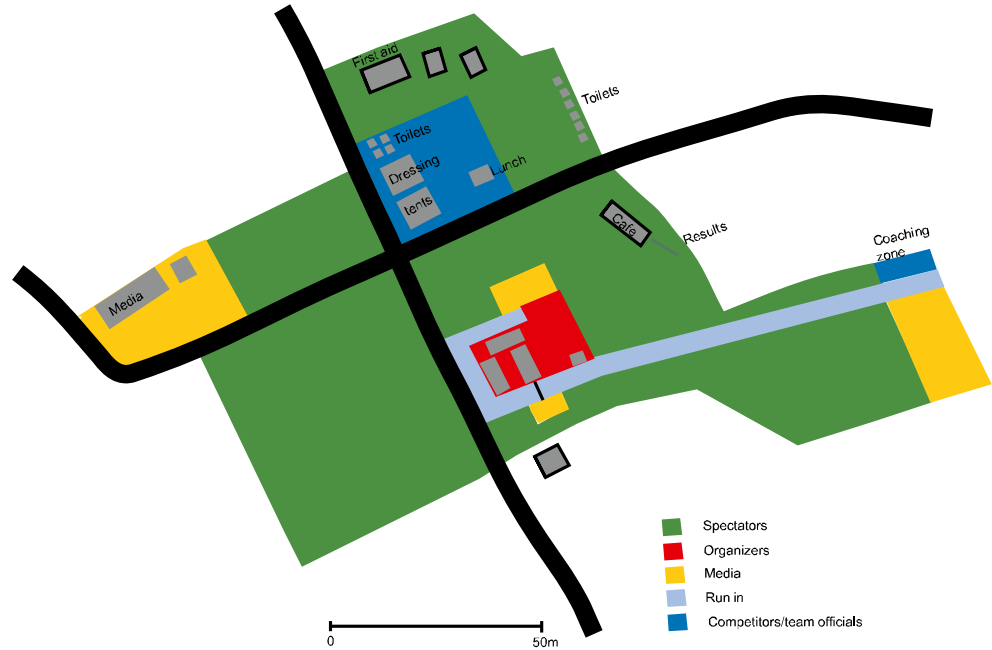 First aid
Toilets
Toilets
Dressing
Lunch
tents
Cafe
Results
Coaching
zone
Media
Spectators
Organizers
Media
Run in
Competitors/team officials
0
50m